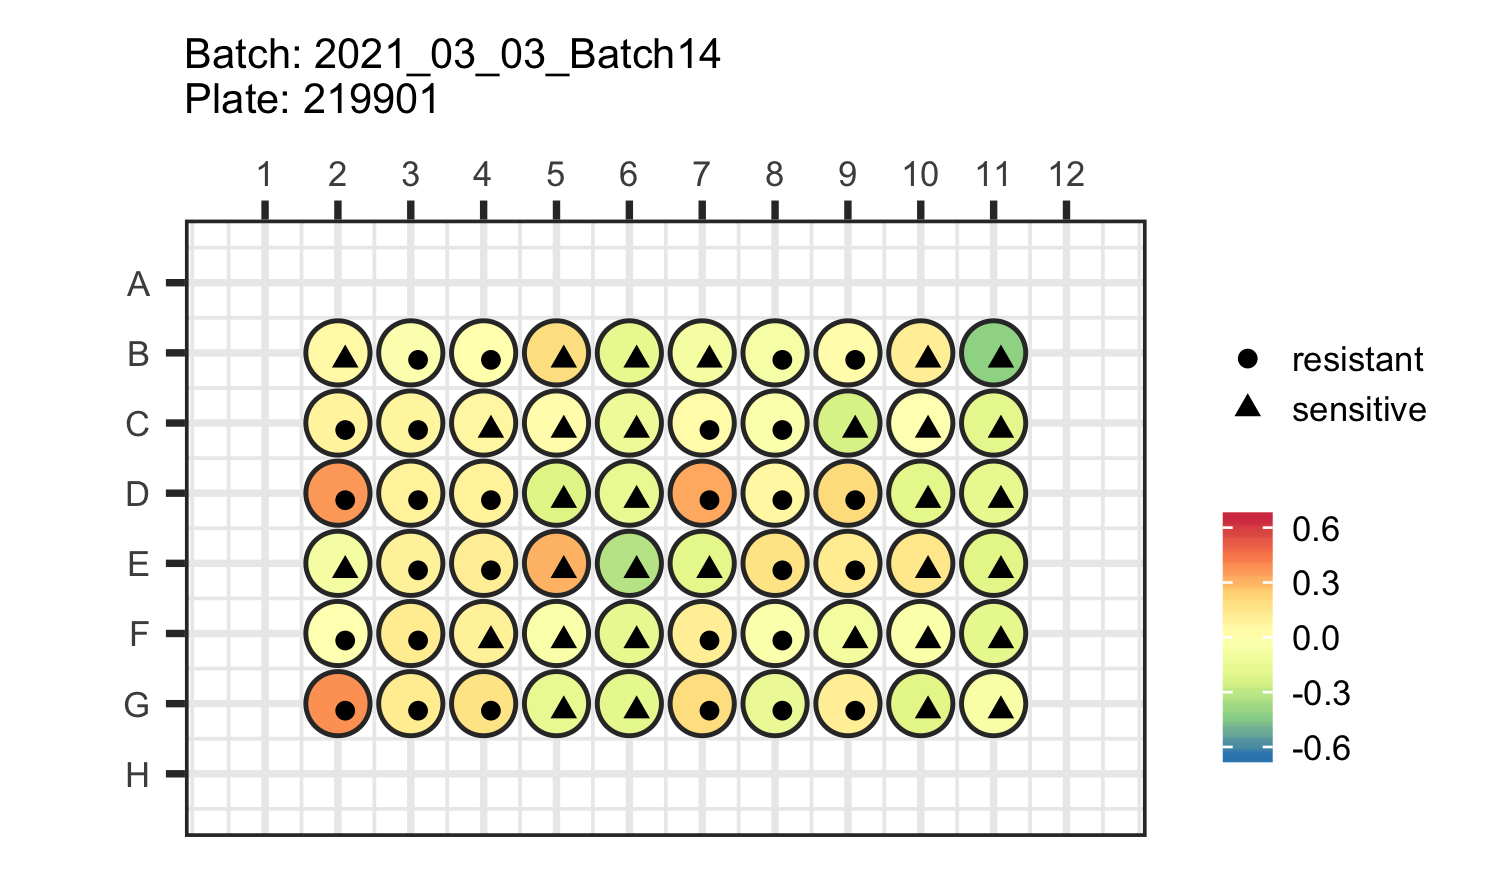 Batch: 2021_03_03_Batch14
Plate: 219901
1 2 3 4 5 6 7 8 9 10 11 12
A
B
C
D
E
F
G
H
resistant
sensitive
0.6
0.3
0.0
-0.3
-0.6